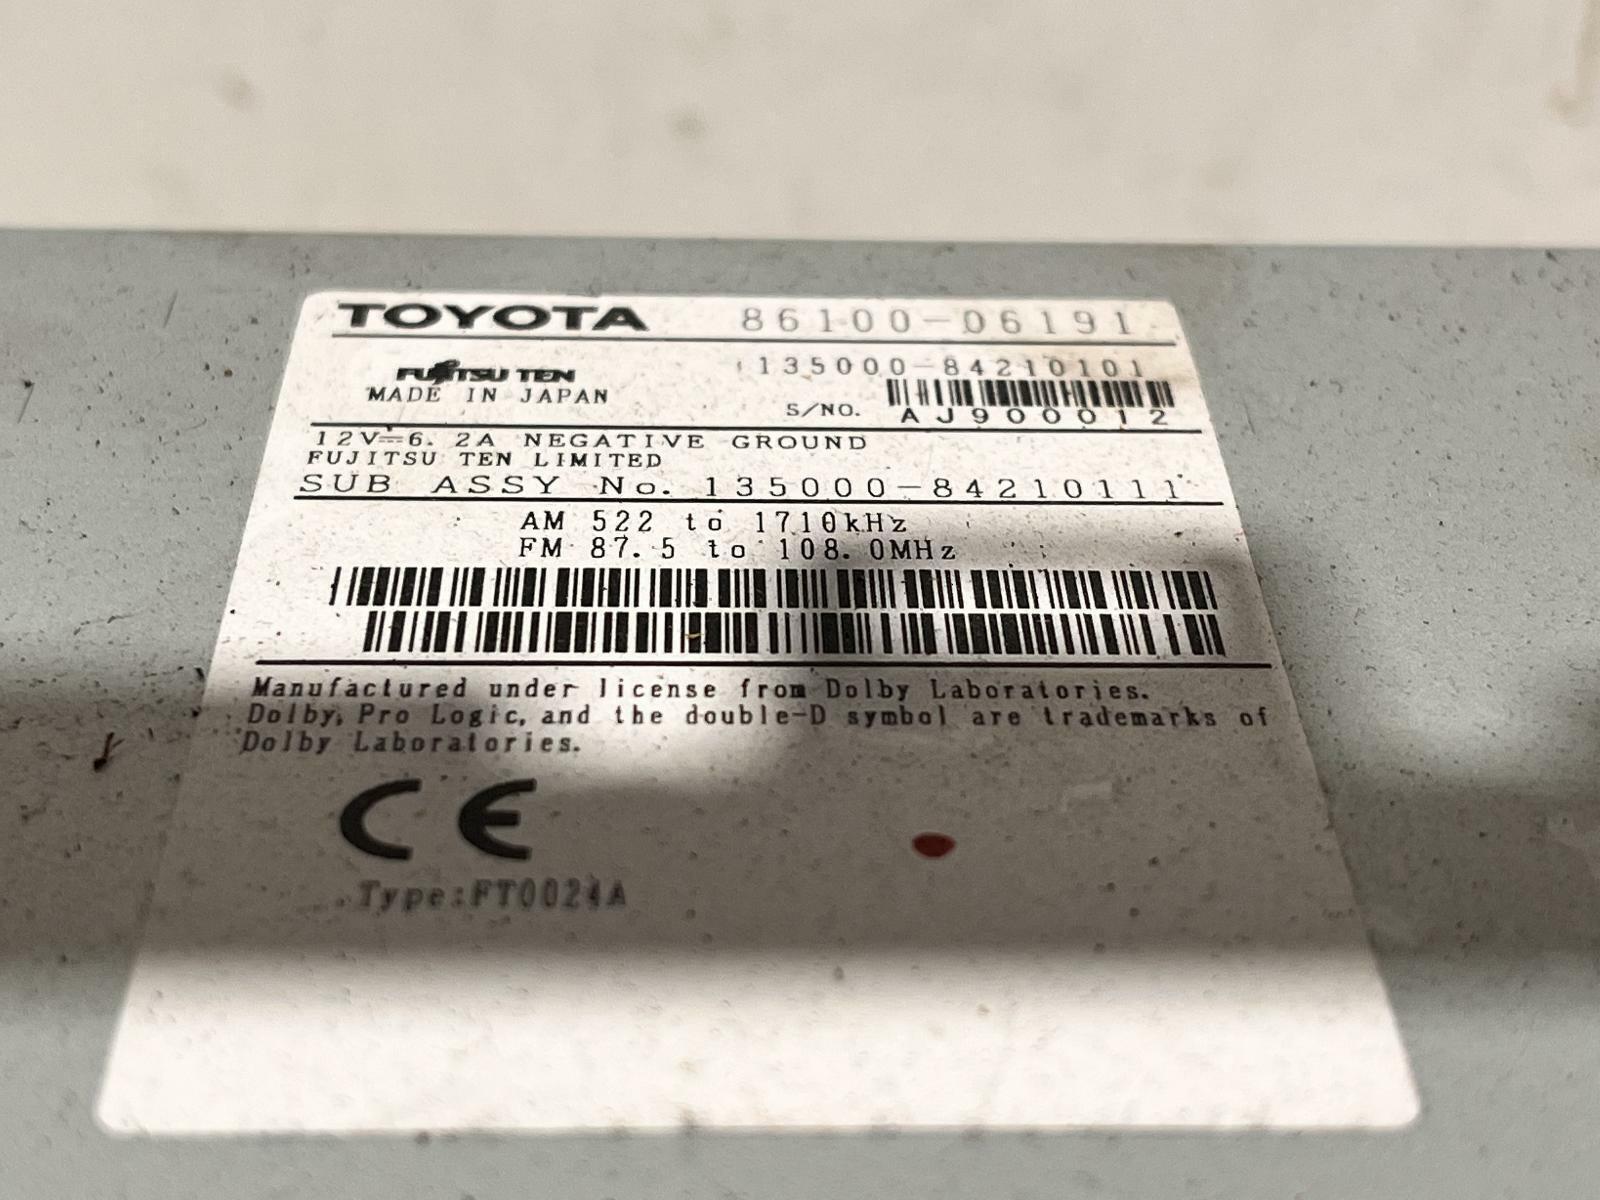 TOYOTA 86100-06191
FUJITSU TEN 135000-84210101
MADE IN JAPAN
S/NO. AJ900012
12V⎓6.2A NEGATIVE GROUND
FUJITSU TEN LIMITED
SUB ASSY No. 135000-84210111
AM 522 to 1710kHz
FM 87.5 to 108.0MHz
Manufactured under license from Dolby Laboratories.
Dolby, Pro Logic, and the double-D symbol are trademarks of
Dolby Laboratories.
CE
Type:FT0024A